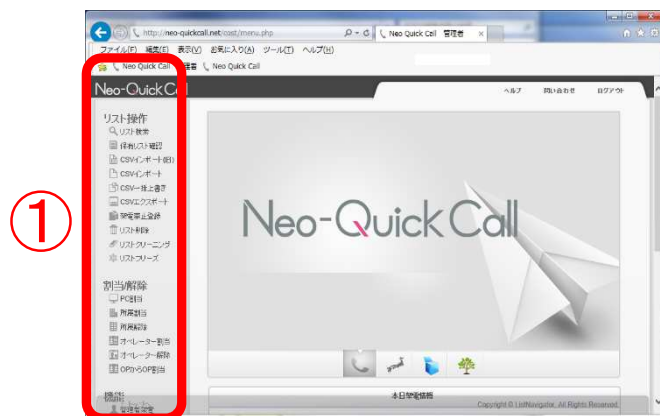 http://neo-quickcall.net/cost/menu.php
Neo Quick Call 管理者
ファイル(F) 編集(E) 表示(V) お気に入り(A) ツール(T) ヘルプ(H)
Neo Quick Call
Neo Quick Call
Neo-QuickCall
ヘルプ 問い合わせ ログアウト
リスト操作
リスト検索
保有リスト確認
CSVインポート(旧)
CSVインポート
CSV一括上書き
CSVエクスポート
架電禁止登録
リスト削除
リストクリーニング
リストフリーズ
①
Neo-QuickCall
割当/解除
PC割当
所属割当
所属解除
オペレーター割当
オペレーター解除
OPからOP割当
機能
管理者設定
本日架電情報
Copyright © ListNavigator, All Rights Reserved.